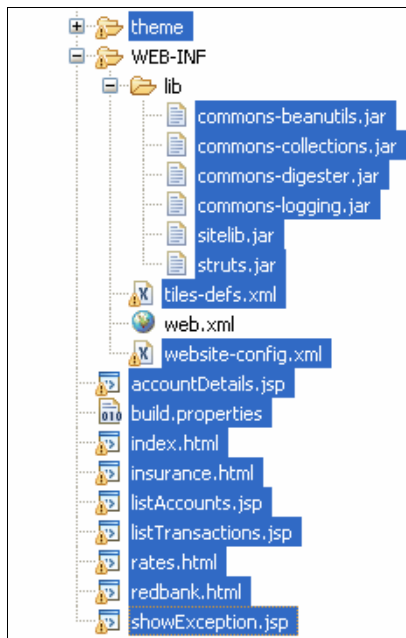 theme
WEB-INF
lib
commons-beanutils.jar
commons-collections.jar
commons-digester.jar
commons-logging.jar
sitelib.jar
struts.jar
tiles-defs.xml
web.xml
website-config.xml
accountDetails.jsp
build.properties
index.html
insurance.html
listAccounts.jsp
listTransactions.jsp
rates.html
redbank.html
showException.jsp